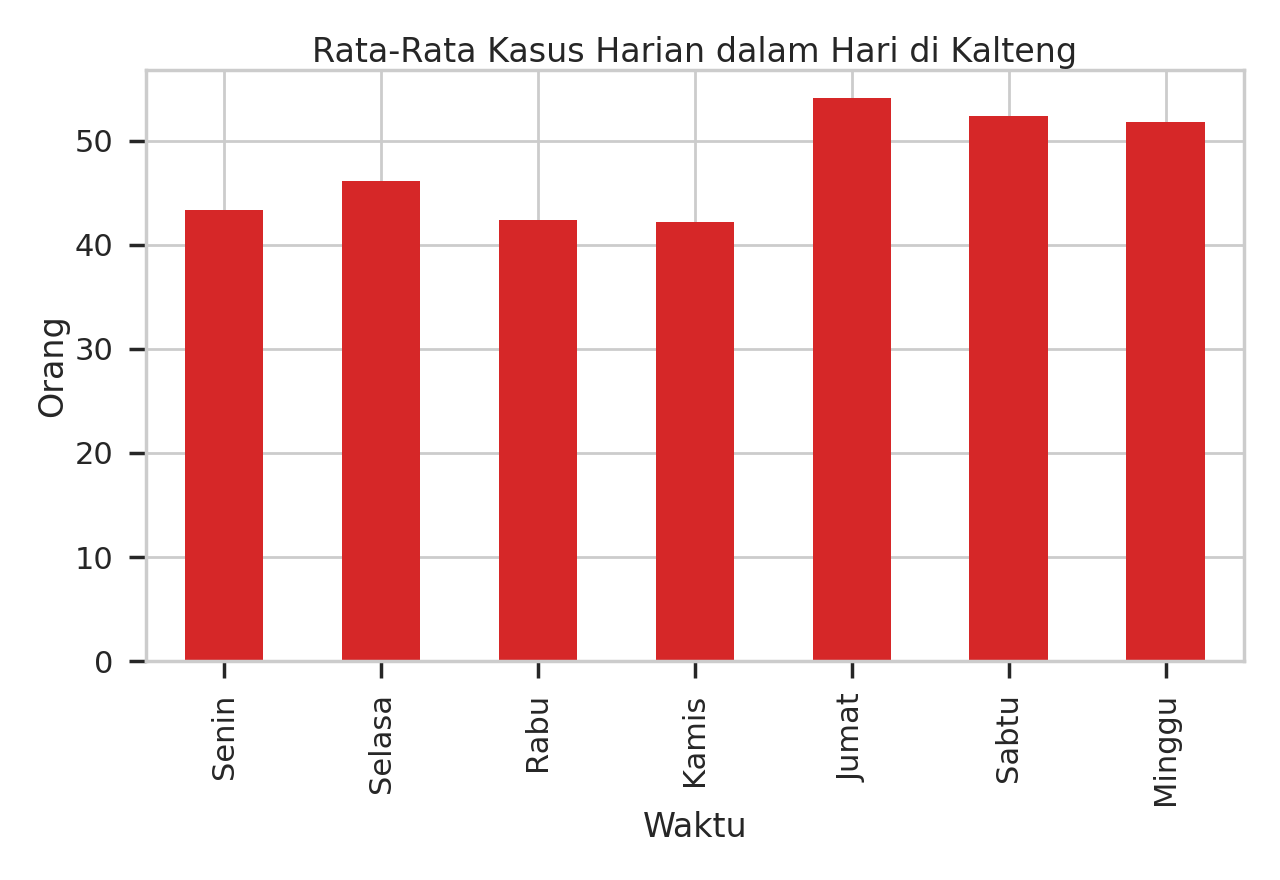 Rata-Rata Kasus Harian dalam Hari di Kalteng
Orang
50
40
30
20
10
0
Senin
Selasa
Rabu
Kamis
Jumat
Sabtu
Minggu
Waktu